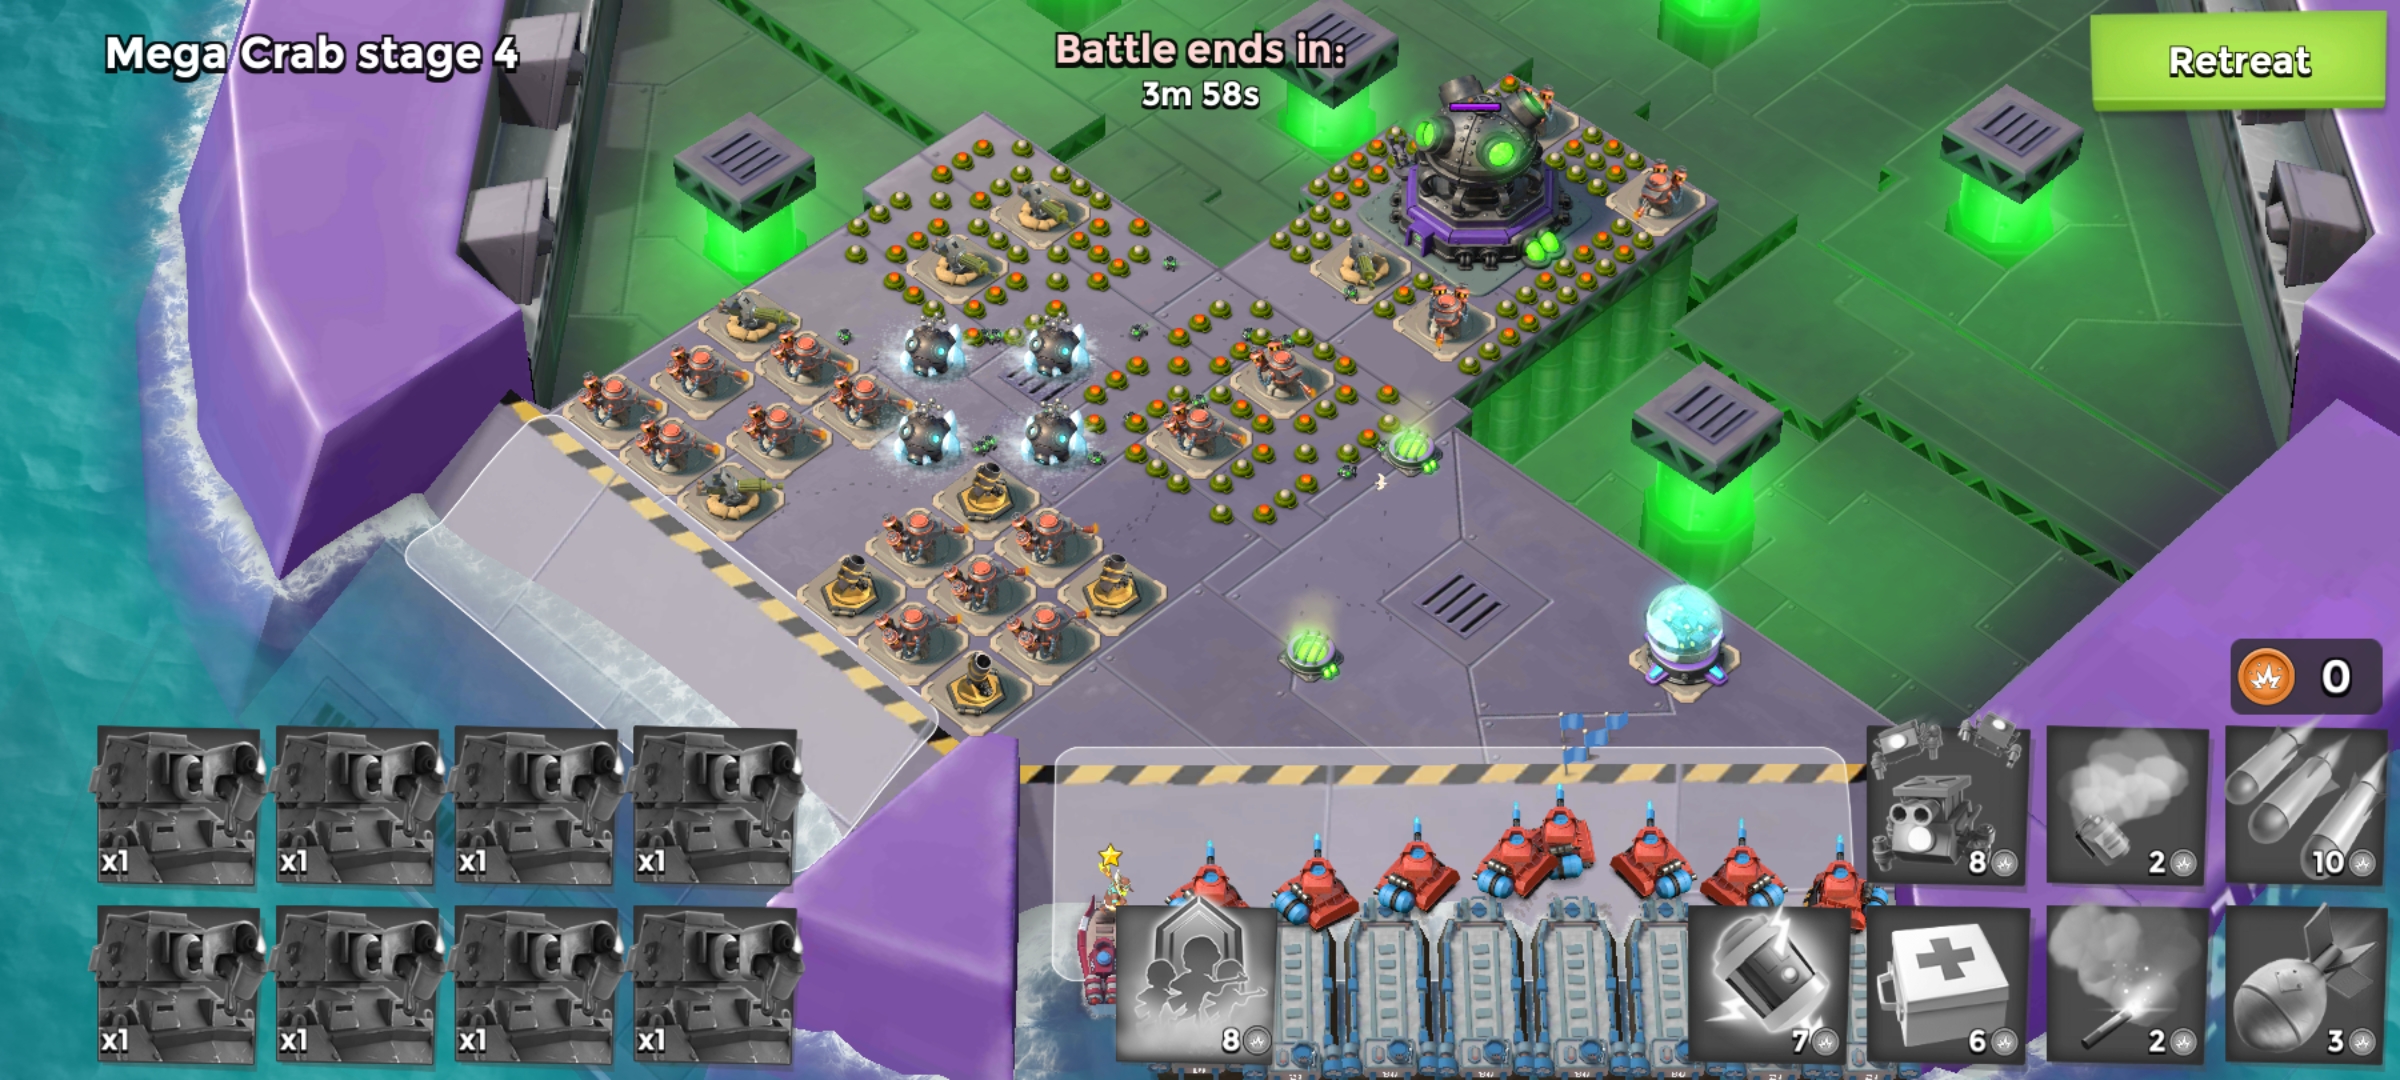 Mega Crab stage 4
Battle ends in:
3m 58s
Retreat
0
x1
x1
x1
x1
8
2
10
x1
x1
x1
x1
8
7
6
2
3